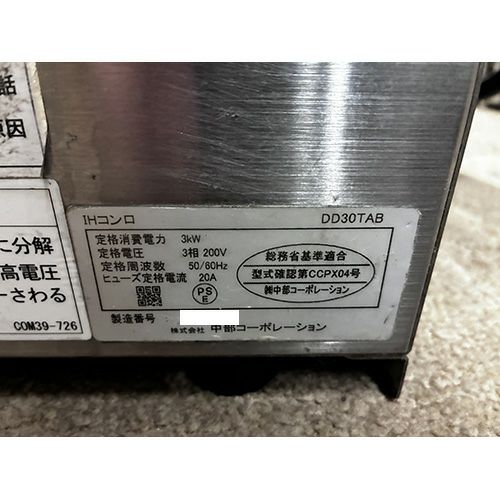 話
原因
に分解
高電圧
ーさわる
COM39-726
IHコンロ DD30TAB
定格消費電力 3kW
定格電圧 3相 200V
定格周波数 50/60Hz
ヒューズ定格電流 20A
PS
E
総務省基準適合
型式確認第CCPX04号
㈱中部コーポレーション
製造番号
株式会社 中部コーポレーション